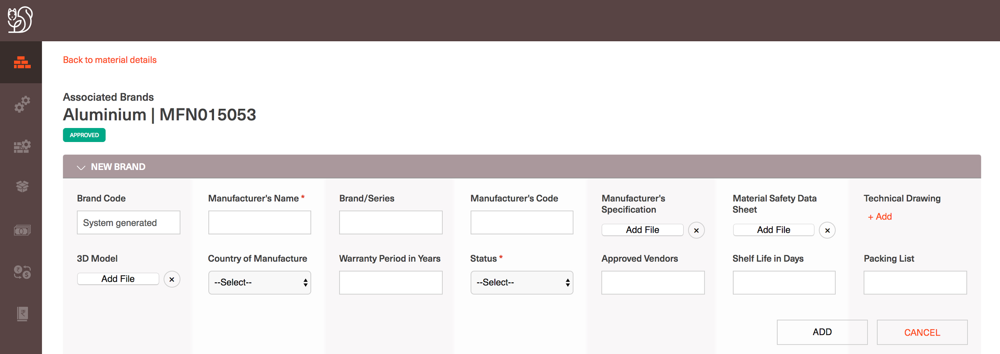 Back to material details
Associated Brands
Aluminium | MFN015053
APPROVED
NEW BRAND
Brand Code
Manufacturer's Name *
Brand/Series
Manufacturer's Code
Manufacturer's
Specification
Material Safety Data
Sheet
Technical Drawing
System generated
Add File
×
Add File
×
+ Add
3D Model
Country of Manufacture
Warranty Period in Years
Status *
Approved Vendors
Shelf Life in Days
Packing List
Add File
×
--Select--
--Select--
ADD
CANCEL